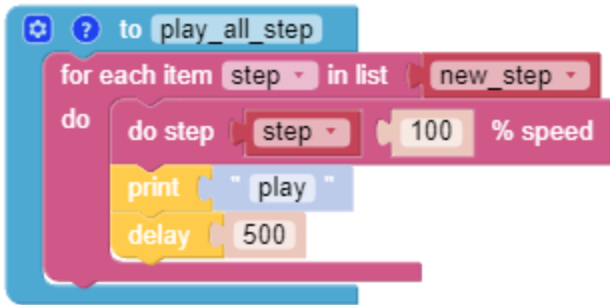 ? to play_all_step
for each item step in list new_step
do do step step 100 % speed
print " play "
delay 500